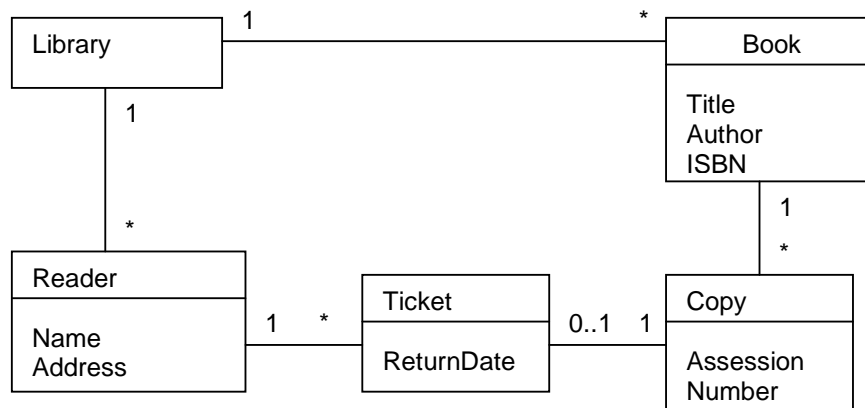 Library
1
*
Book
Title
Author
ISBN
1
*
1
*
Reader
Name
Address
1
*
Ticket
ReturnDate
0..1
1
Copy
Assession
Number